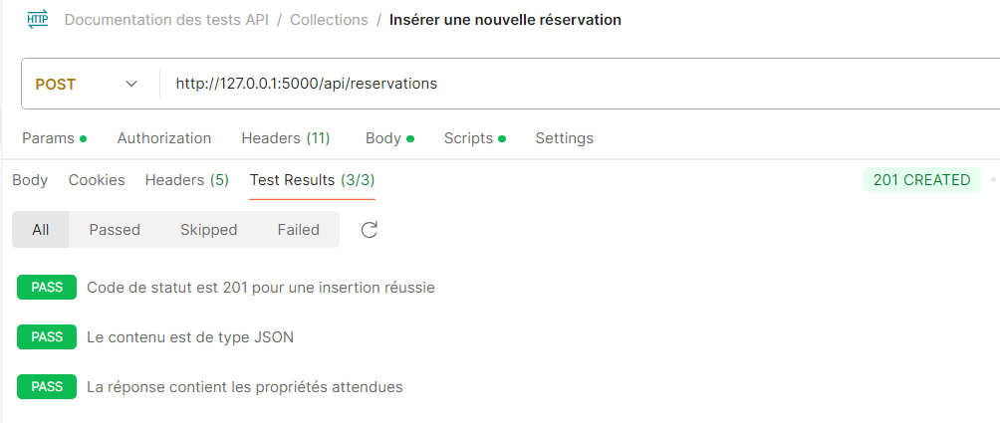 HTTP Documentation des tests API / Collections / Insérer une nouvelle réservation
POST http://127.0.0.1:5000/api/reservations
Params Authorization Headers (11) Body Scripts Settings
Body Cookies Headers (5) Test Results (3/3) 201 CREATED
All Passed Skipped Failed
PASS Code de statut est 201 pour une insertion réussie
PASS Le contenu est de type JSON
PASS La réponse contient les propriétés attendues